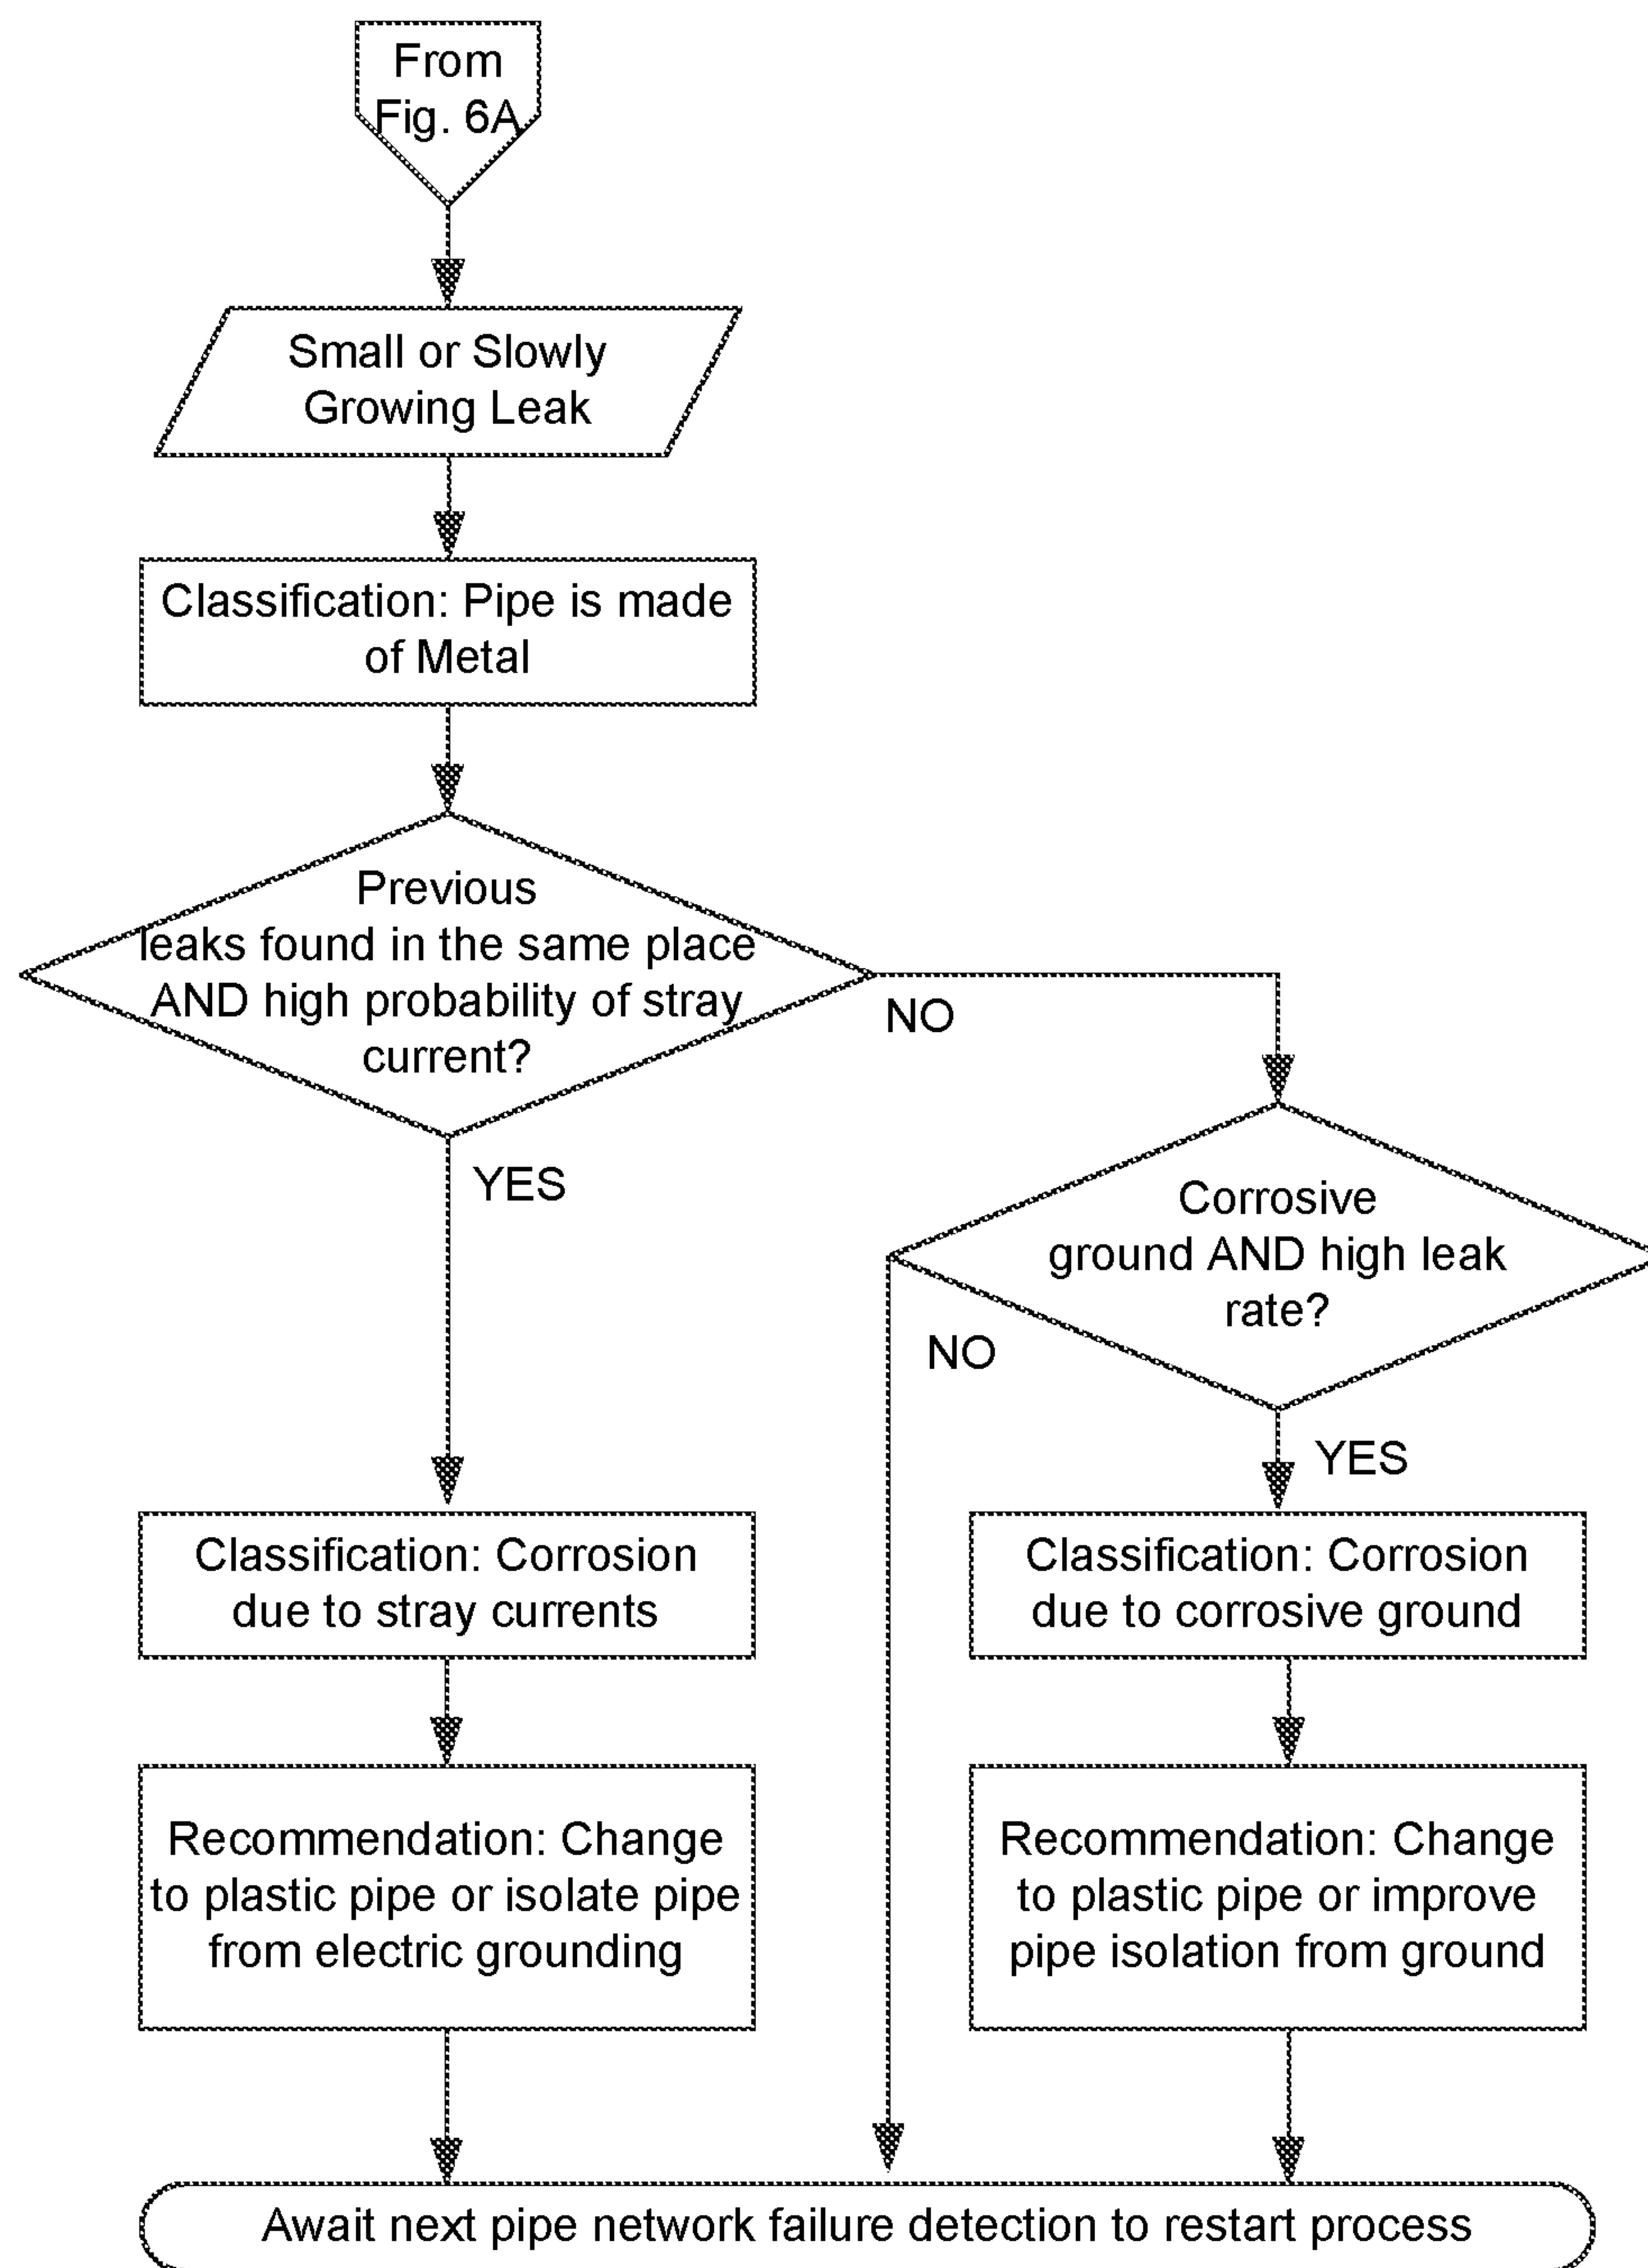 From
Fig. 6A
Small or Slowly
Growing Leak
Classification: Pipe is made
of Metal
Previous
leaks found in the same place
AND high probability of stray
current?
NO
YES
Corrosive
ground AND high leak
rate?
NO
YES
Classification: Corrosion
due to stray currents
Classification: Corrosion
due to corrosive ground
Recommendation: Change
to plastic pipe or isolate pipe
from electric grounding
Recommendation: Change
to plastic pipe or improve
pipe isolation from ground
Await next pipe network failure detection to restart process